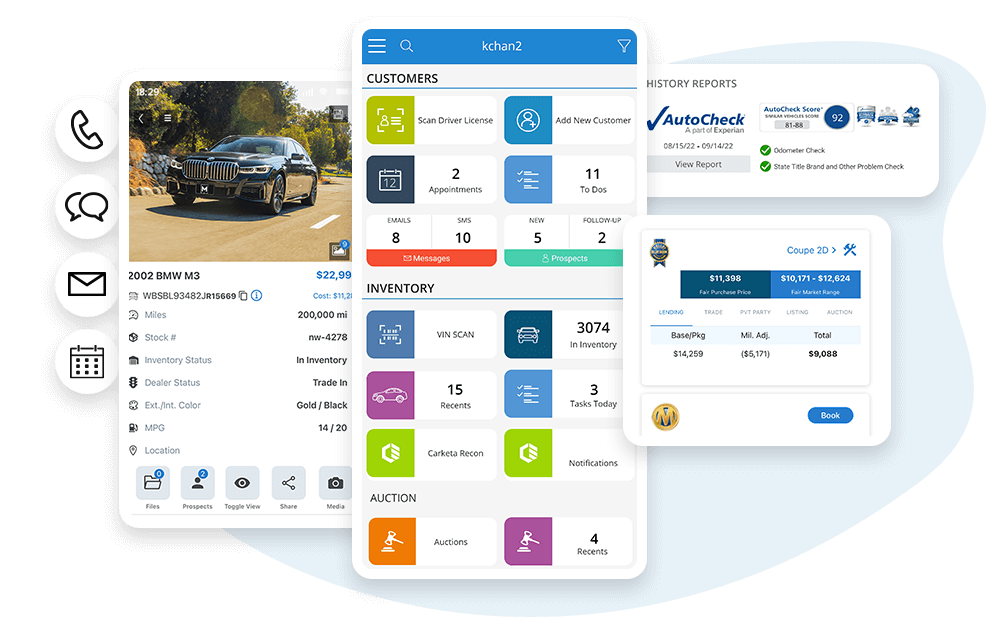 18:29
9
2002 BMW M3
$22,99
WBSBL93482JR15669
Cost: $11,28
Miles
200,000 mi
Stock #
nw-4278
Inventory Status
In Inventory
Dealer Status
Trade In
Ext./Int. Color
Gold / Black
MPG
14 / 20
Location
0
2
Files
Prospects
Toggle View
Share
Media
kchan2
CUSTOMERS
Scan Driver License
Add New Customer
12
2
Appointments
11
To Dos
EMAILS
SMS
NEW
FOLLOW-UP
8
10
5
2
Messages
Prospects
INVENTORY
VIN SCAN
3074
In Inventory
15
Recents
3
Tasks Today
Carketa Recon
Notifications
AUCTION
Auctions
4
Recents
HISTORY REPORTS
AutoCheck
A part of Experian
08/15/22 - 09/14/22
View Report
AutoCheck Score
SIMILAR VEHICLES SCORE
81-88
92
Odometer Check
State Title Brand and Other Problem Check
Coupe 2D >
$11,398
Fair Purchase Price
$10,171 - $12,624
Fair Market Range
LENDING
TRADE
PVT PARTY
LISTING
AUCTION
Base/Pkg
Mil. Adj.
Total
$14,259
($5,171)
$9,088
M
Book